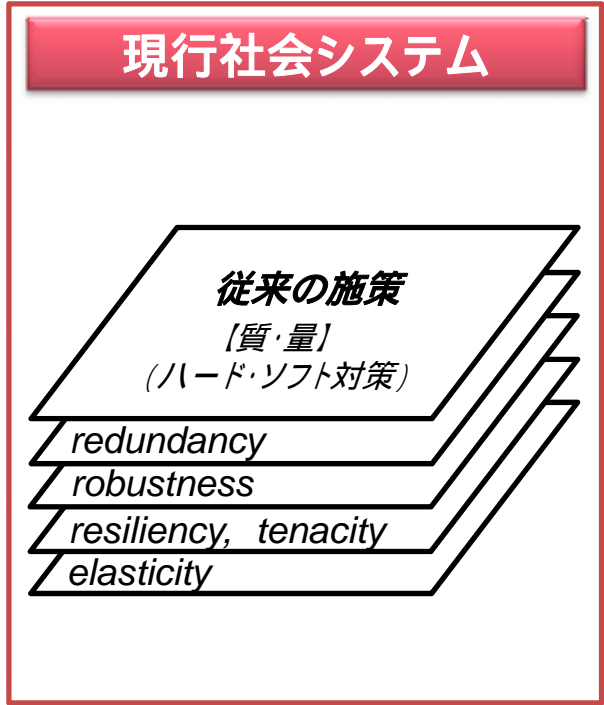 現行社会システム
従来の施策
【質･量】
(ハード･ソフト対策)
redundancy
robustness
resiliency, tenacity
elasticity